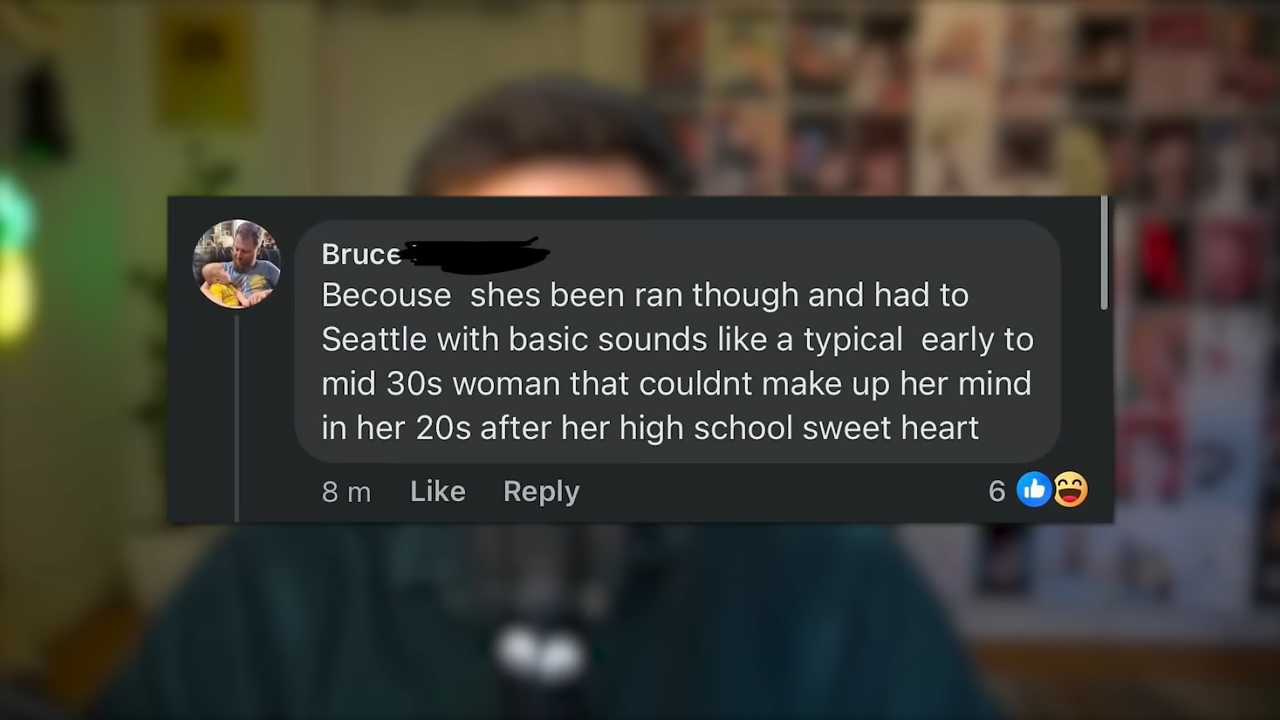 Bruce
Becouse  shes been ran though and had to
Seattle with basic sounds like a typical  early to
mid 30s woman that couldnt make up her mind
in her 20s after her high school sweet heart
8 m Like Reply 6